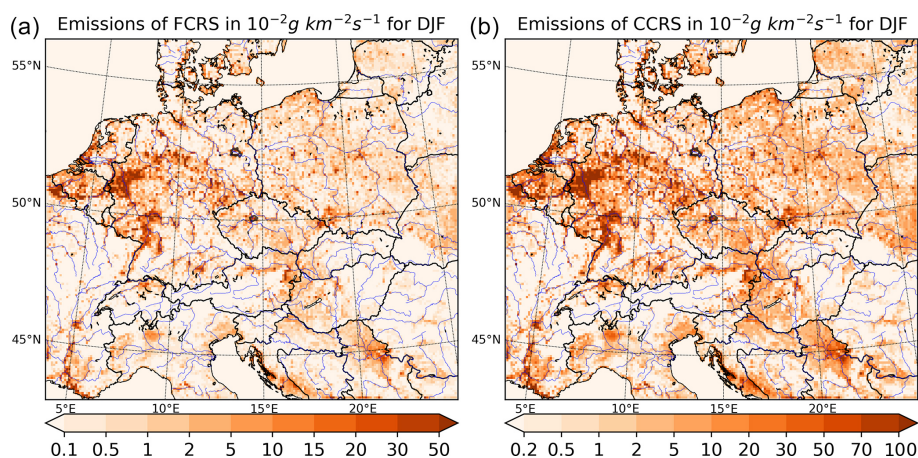 (a) Emissions of FCRS in 10⁻²g km⁻²s⁻¹ for DJF
55°N
50°N
45°N
5°E 10°E 15°E 20°E
0.1 0.5 1 2 5 10 15 20 30 50
(b) Emissions of CCRS in 10⁻²g km⁻²s⁻¹ for DJF
55°N
50°N
45°N
5°E 10°E 15°E 20°E
0.2 0.5 1 2 5 10 20 30 50 70 100